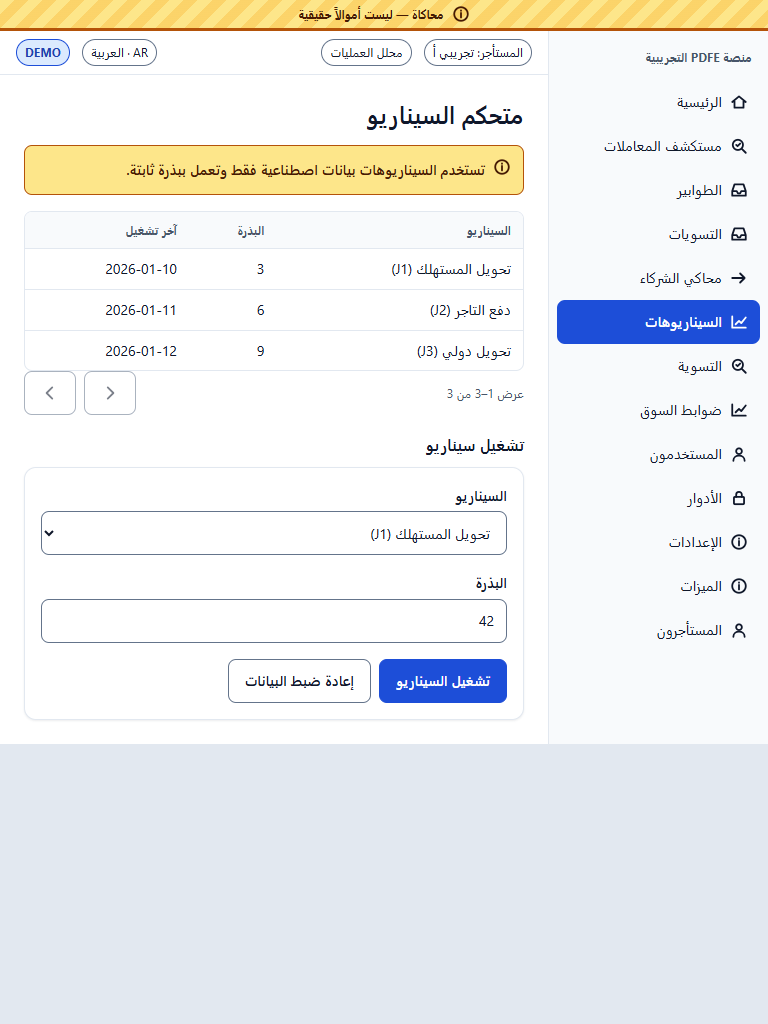 محاكاة — ليست أموالاً حقيقية
منصة PDFE التجريبية
الرئيسية
مستكشف المعاملات
الطوابير
التسويات
محاكي الشركاء
السيناريوهات
التسوية
ضوابط السوق
المستخدمون
الأدوار
الإعدادات
الميزات
المستأجرون
المستأجر: تجريبي أ
محلل العمليات
AR · العربية
DEMO
متحكم السيناريو
تستخدم السيناريوهات بيانات اصطناعية فقط وتعمل ببذرة ثابتة.
السيناريو البذرة آخر تشغيل
تحويل المستهلك (J1) 3 2026-01-10
دفع التاجر (J2) 6 2026-01-11
تحويل دولي (J3) 9 2026-01-12
عرض 1–3 من 3
تشغيل سيناريو
السيناريو
تحويل المستهلك (J1)
البذرة
42
تشغيل السيناريو
إعادة ضبط البيانات